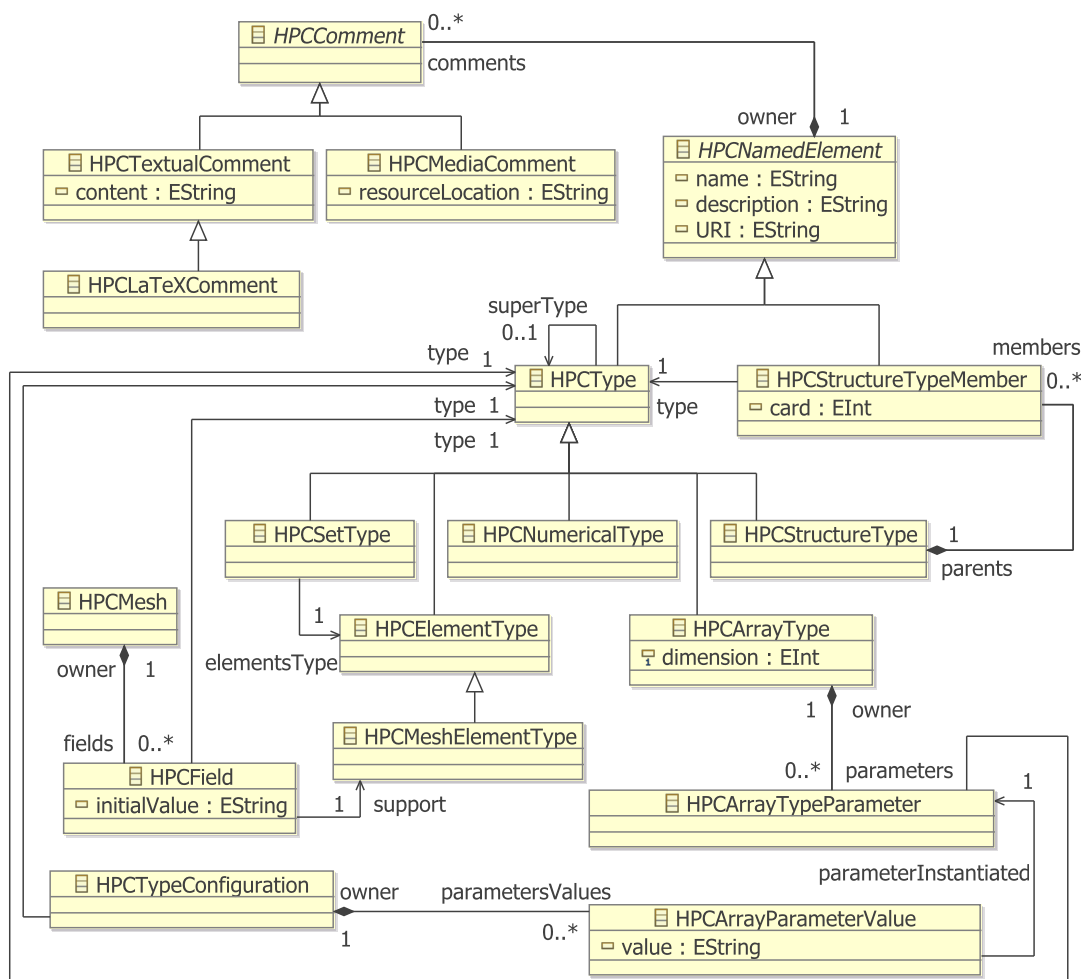 HPCComment
0..*
comments
owner 1
HPCTextualComment
content : EString
HPCMediaComment
resourceLocation : EString
HPCNamedElement
name : EString
description : EString
URI : EString
HPCLaTeXComment
superType
0..1
type 1
HPCType
1
type
members
0..*
HPCStructureTypeMember
card : EInt
type 1
type 1
HPCSetType
HPCNumericalType
HPCStructureType
1
parents
HPCMesh
owner 1
1
elementsType
HPCElementType
HPCArrayType
1 dimension : EInt
1 owner
HPCMeshElementType
fields 0..*
HPCField
initialValue : EString
1 support
0..* parameters
1
HPCArrayTypeParameter
parameterInstantiated
HPCTypeConfiguration
owner
1
parametersValues
0..*
HPCArrayParameterValue
value : EString